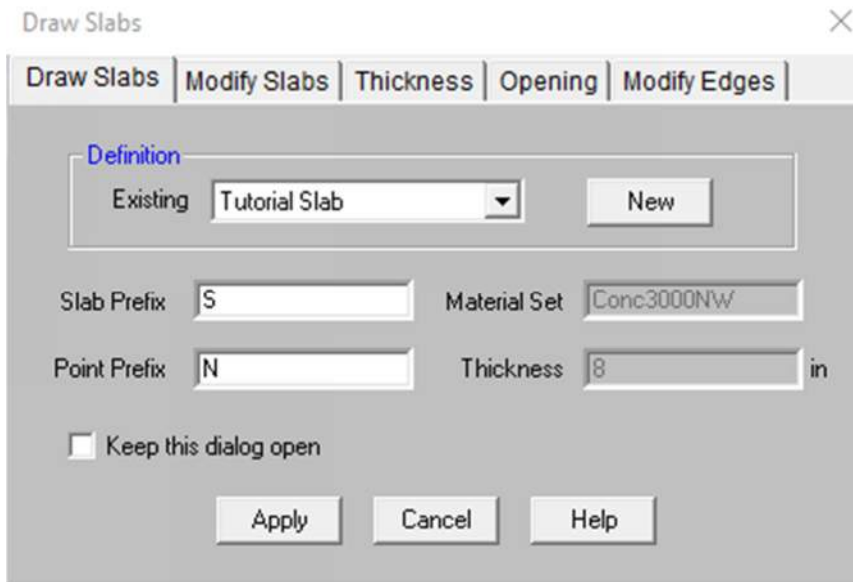 Draw Slabs
Draw Slabs Modify Slabs Thickness Opening Modify Edges
Definition
Existing Tutorial Slab New
Slab Prefix S Material Set Conc3000NW
Point Prefix N Thickness 8 in
Keep this dialog open
Apply Cancel Help